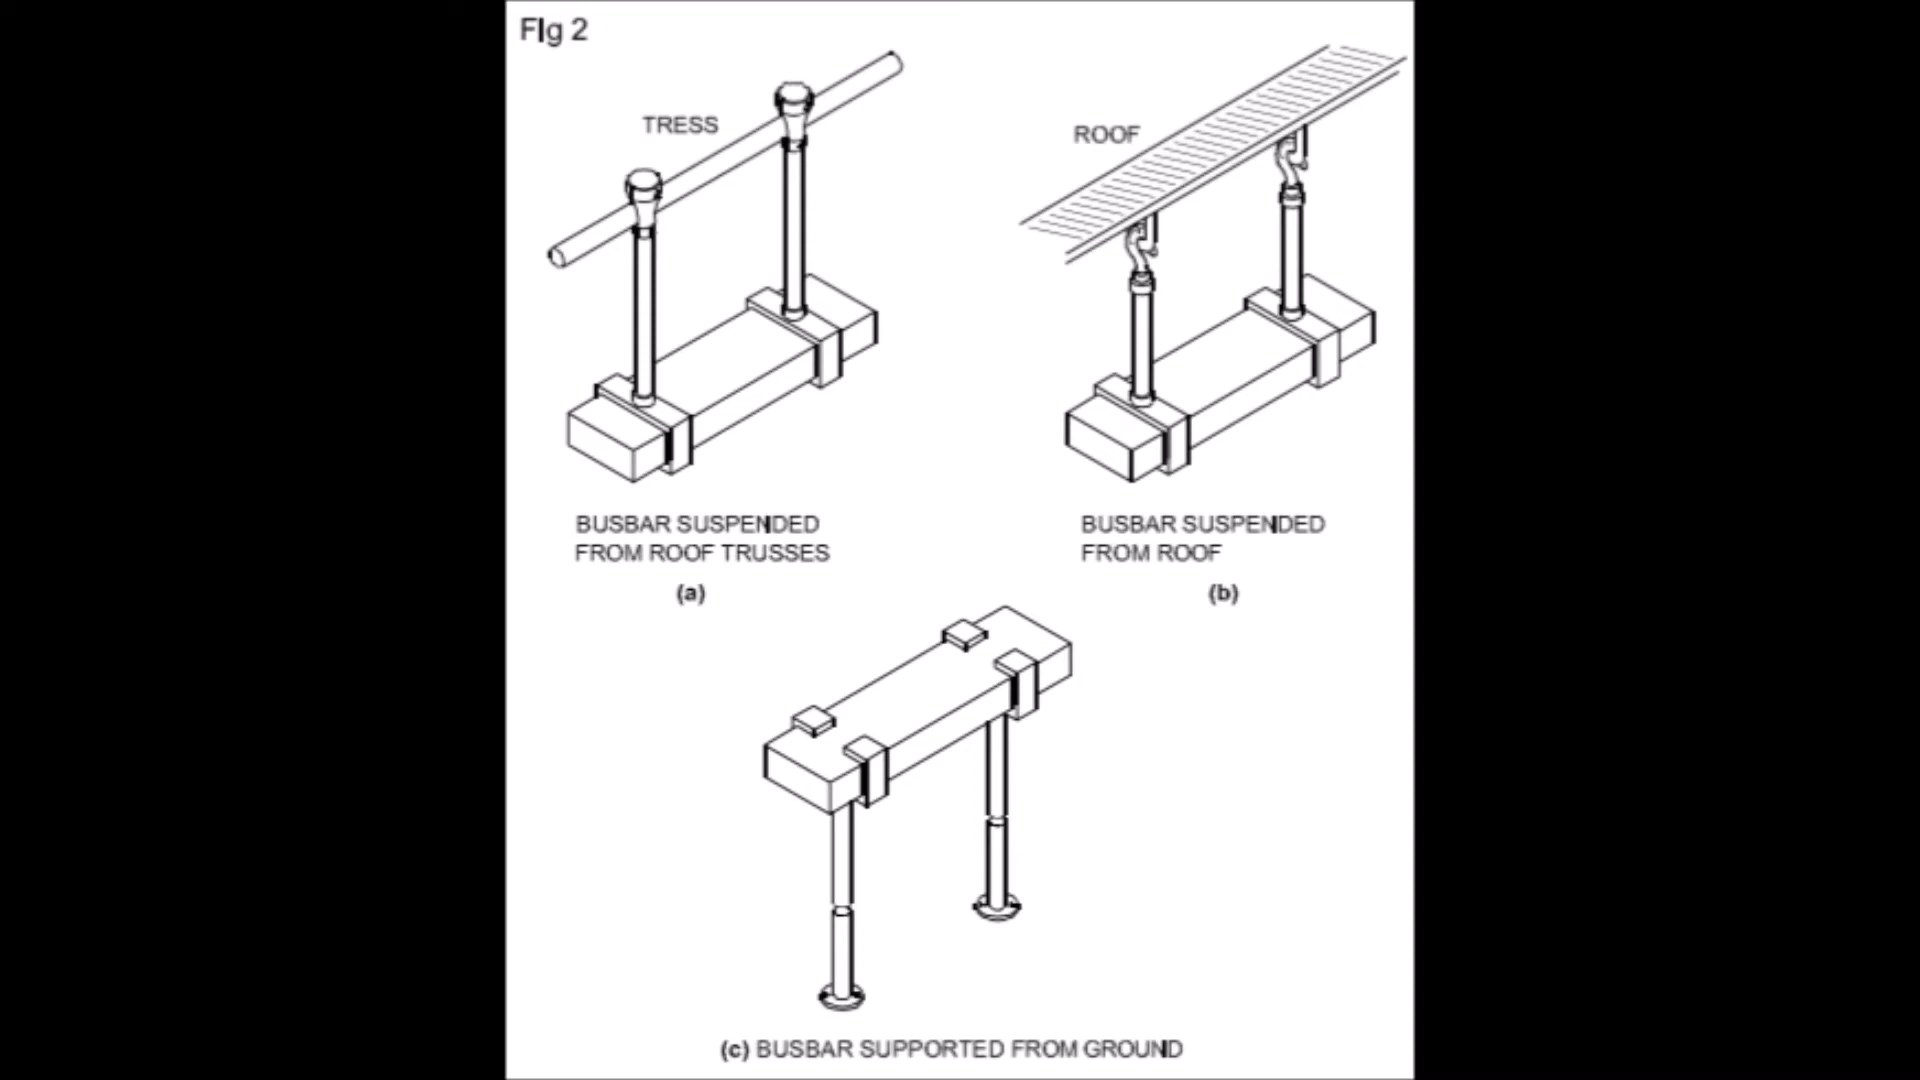 FIg 2
TRESS
ROOF
BUSBAR SUSPENDED
FROM ROOF TRUSSES
(a)
BUSBAR SUSPENDED
FROM ROOF
(b)
(c) BUSBAR SUPPORTED FROM GROUND